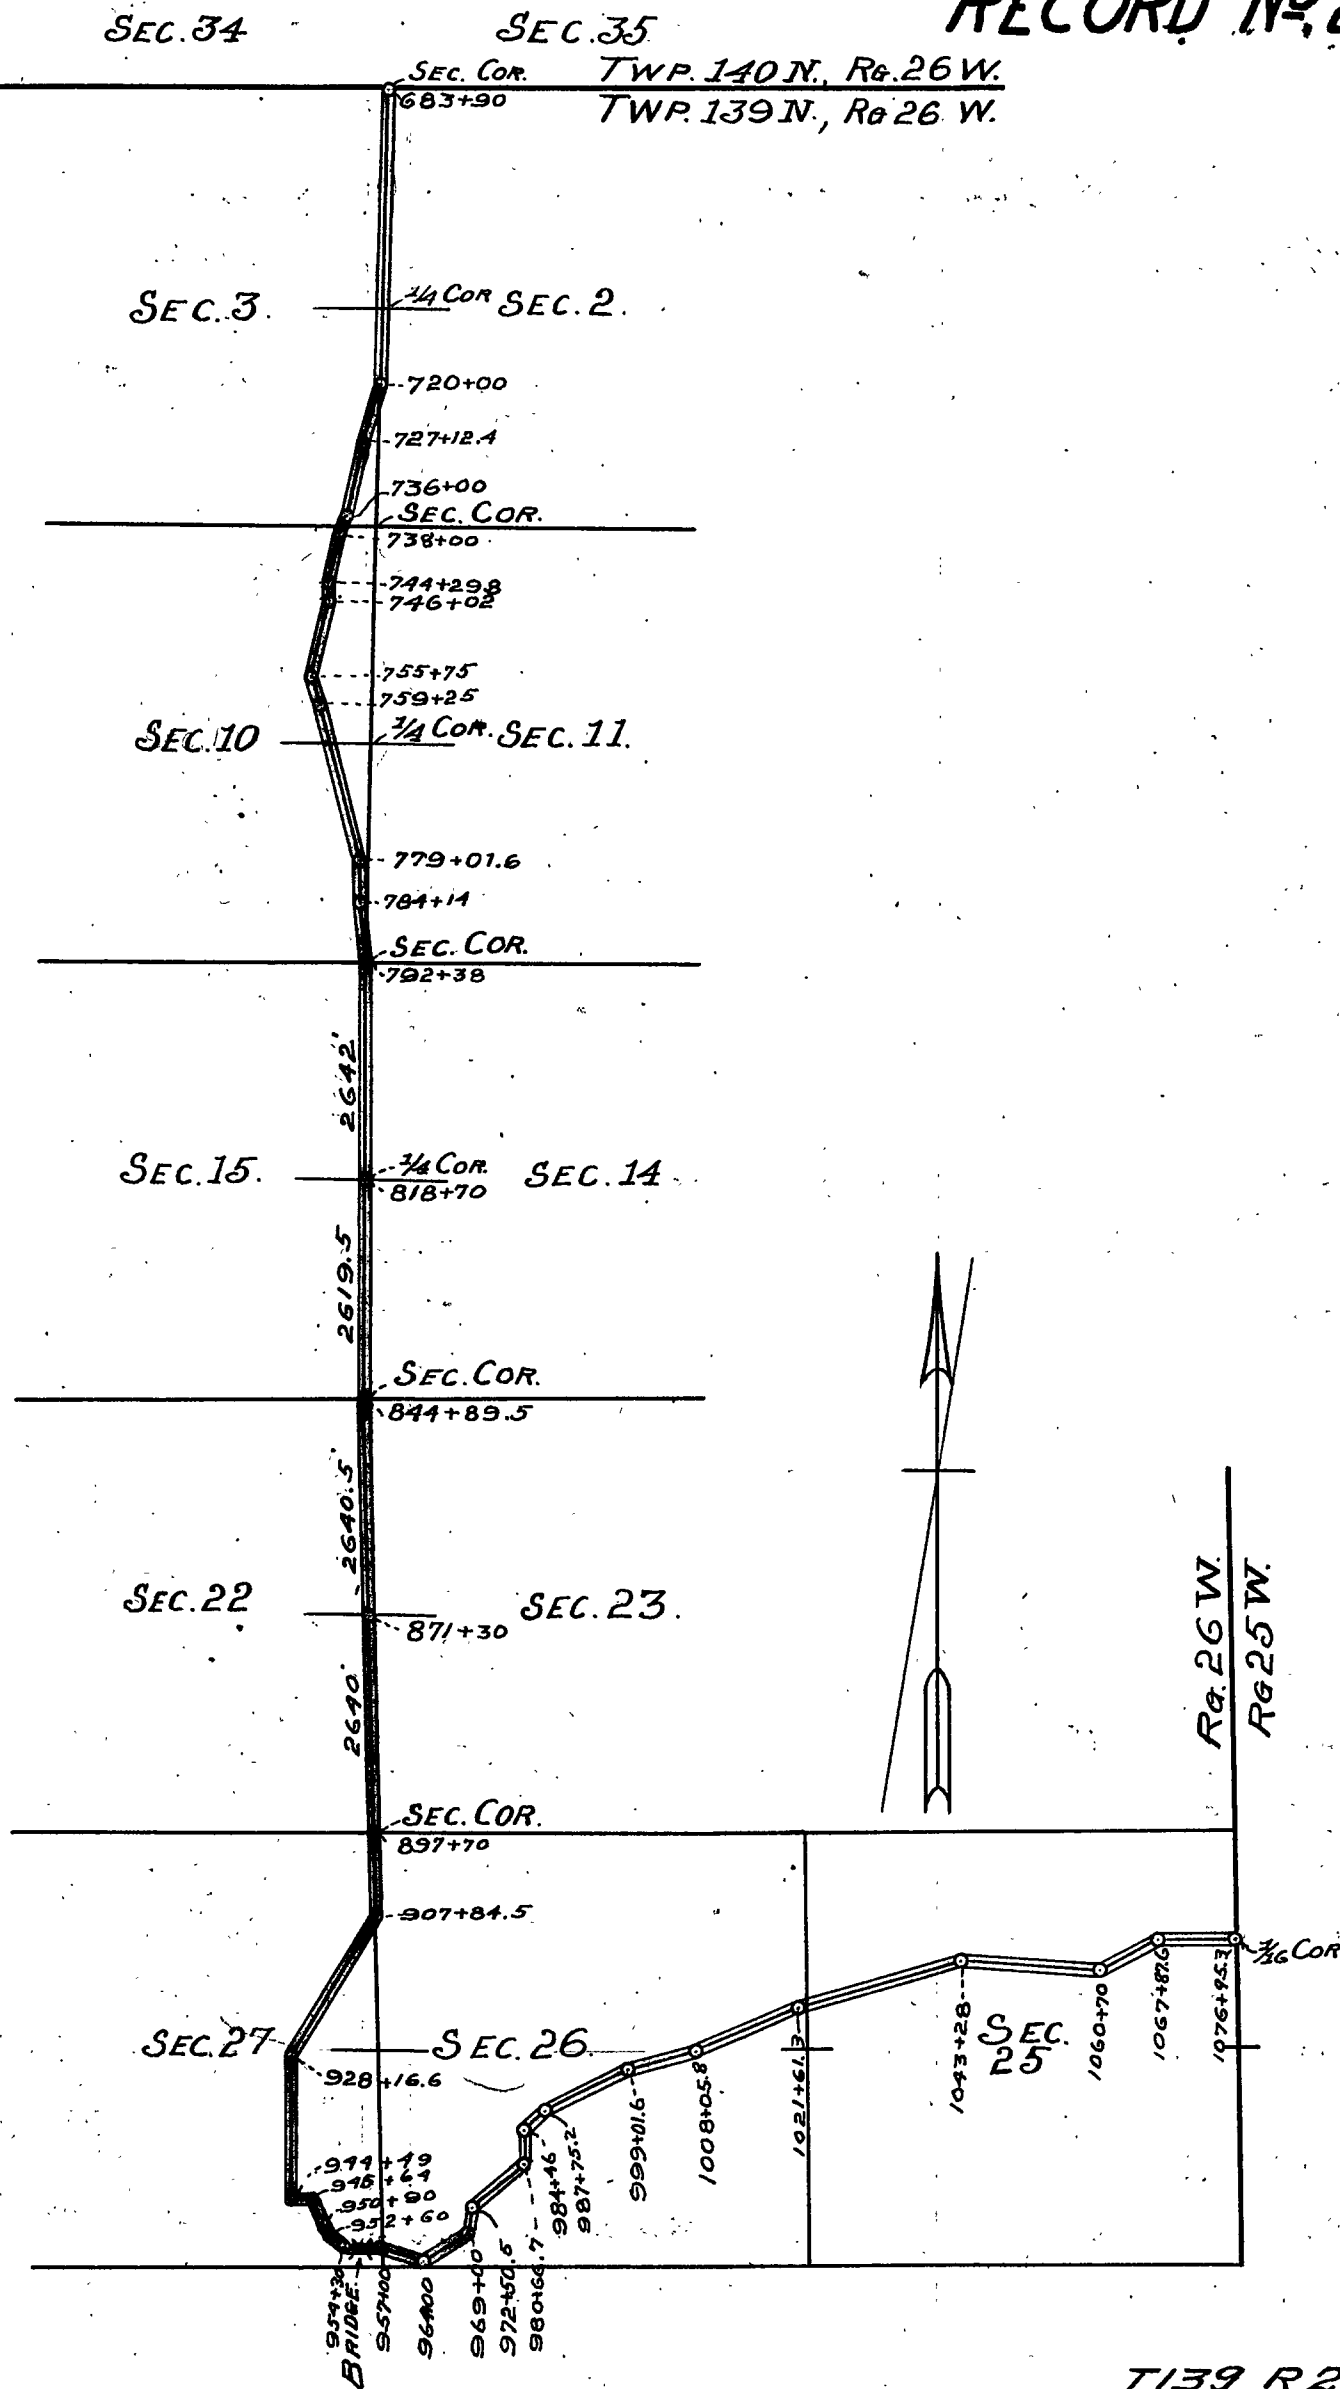 RECORD No.
SEC. 34
SEC. 35
SEC. COR.
TWP. 140 N., RG. 26 W.
683+90
TWP. 139 N., RG 26 W.
SEC. 3.
1/4 COR
SEC. 2.
720+00
727+12.4
736+00
SEC. COR.
738+00
744+29.8
746+02
755+75
759+25
SEC. 10
1/4 COR.
SEC. 11.
779+01.6
784+14
SEC. COR.
792+38
2642'
SEC. 15.
1/4 COR.
SEC. 14
818+70
2619.5
SEC. COR.
844+89.5
2640.5'
SEC. 22
SEC. 23.
871+30
2640'
RG. 26 W.
RG 25 W.
SEC. COR.
897+70
907+84.5
1/16 COR
SEC. 27
SEC. 26.
SEC.
25
928+16.6
944+49
950+90
952+60
954+30
BRIDGE
957+00
969+00
972+50.5
980+66.7
984+46
987+75.2
999+01.6
1008+05.8
1021+61.3
1043+28
1060+70
1067+87.6
1076+95.3
T139 R2